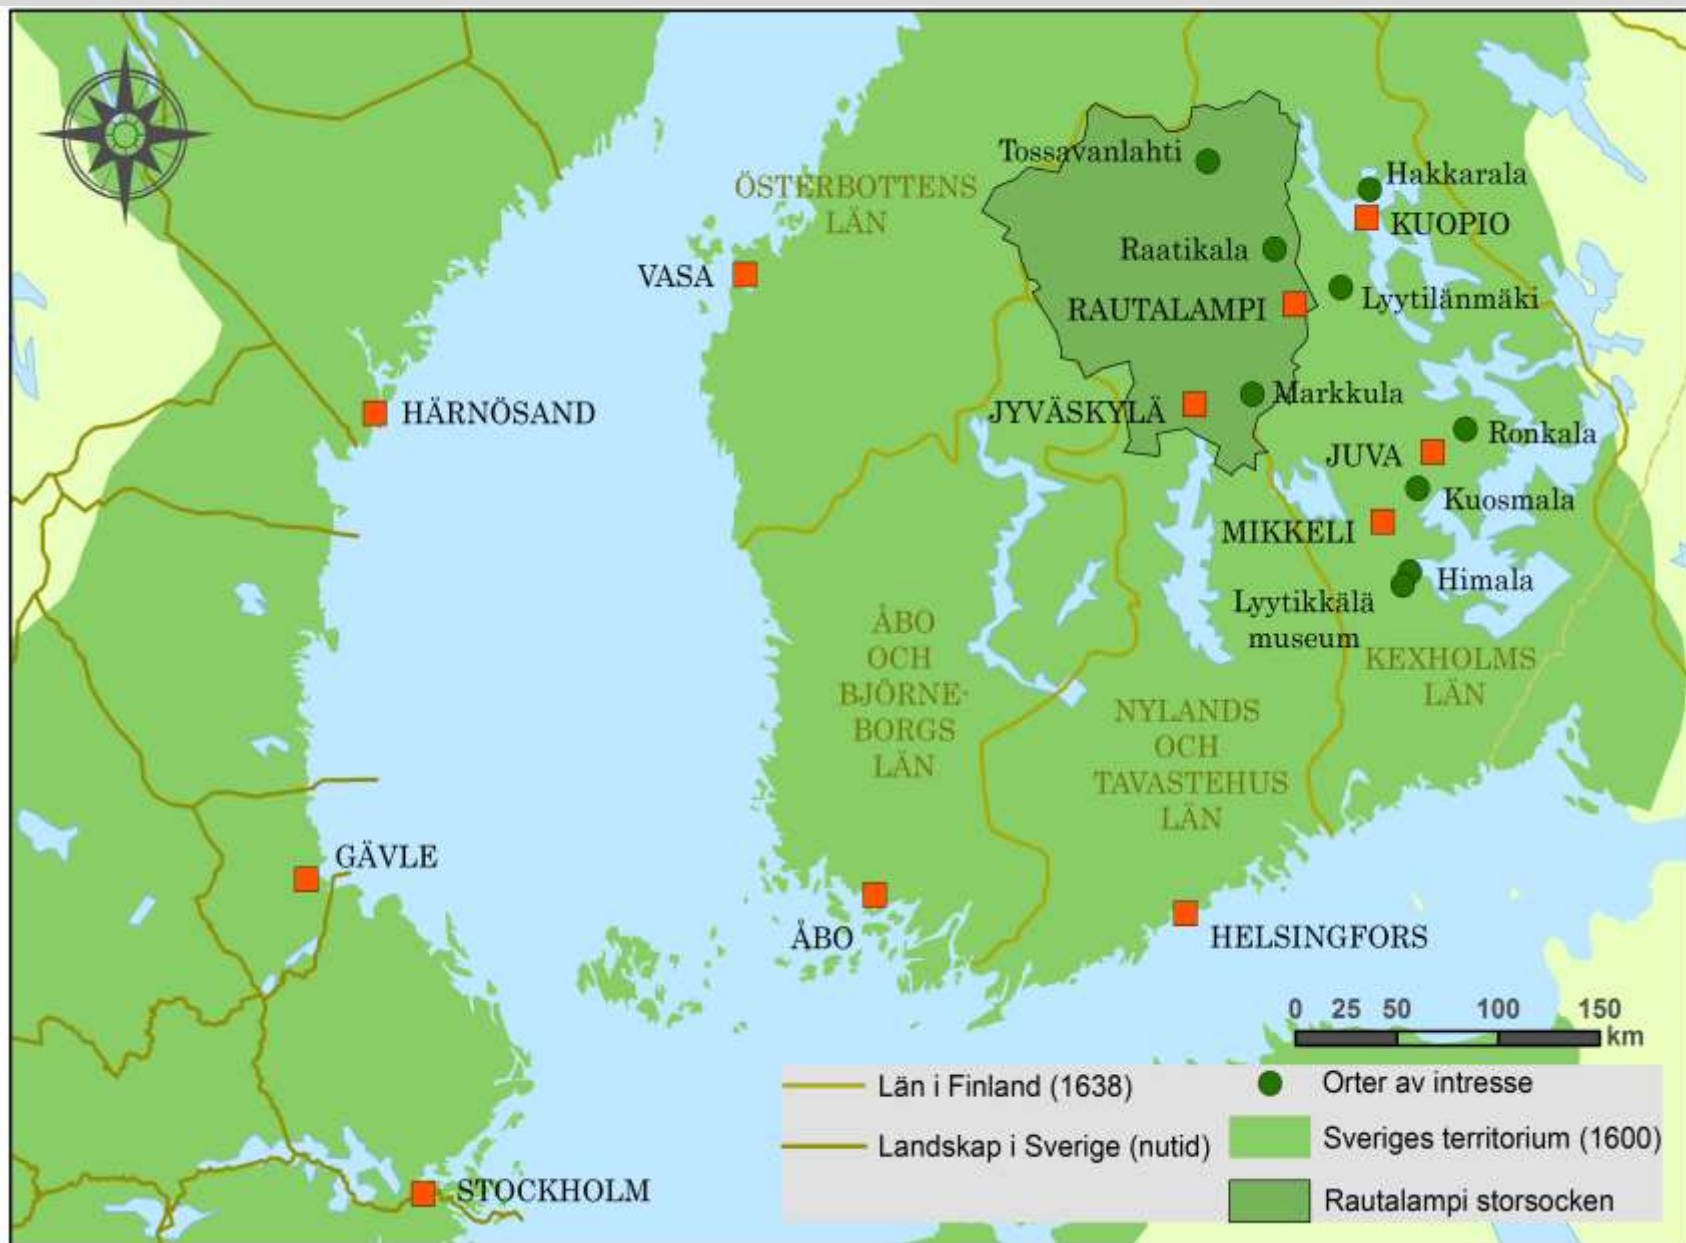 Tossavanlahti
Hakkarala
ÖSTERBOTTENS
LÄN
KUOPIO
Raatikala
VASA
Lyytilänmäki
RAUTALAMPI
Markkula
HÄRNÖSAND
JYVÄSKYLÄ
Ronkala
JUVA
Kuosmala
MIKKELI
Himala
Lyytikkälä
museum
ÅBO
OCH
BJÖRNE-
BORGS
LÄN
KEXHOLMS
LÄN
NYLANDS
OCH
TAVASTEHUS
LÄN
GÄVLE
ÅBO
HELSINGFORS
0 25 50 100 150
km
Län i Finland (1638)
Landskap i Sverige (nutid)
Orter av intresse
Sveriges territorium (1600)
Rautalampi storsocken
STOCKHOLM